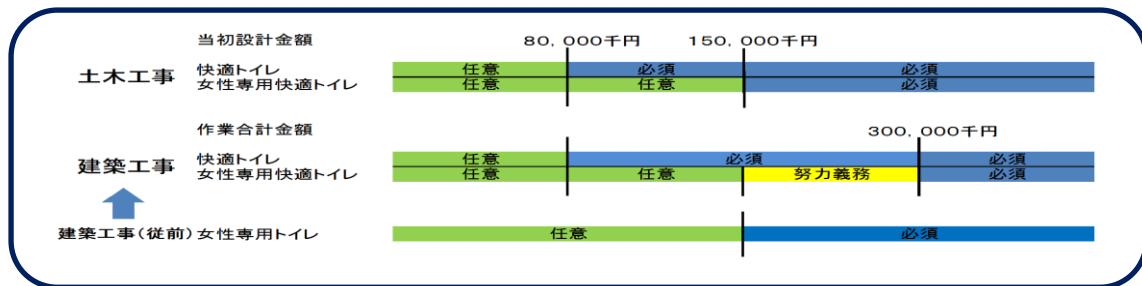 当初設計金額 80,000千円 150,000千円
土木工事
快適トイレ 任意 必須 必須
女性専用快適トイレ 任意 任意 必須
作業合計金額 300,000千円
建築工事
快適トイレ 任意 必須 必須
女性専用快適トイレ 任意 任意 努力義務 必須
建築工事(従前) 女性専用トイレ 任意 必須